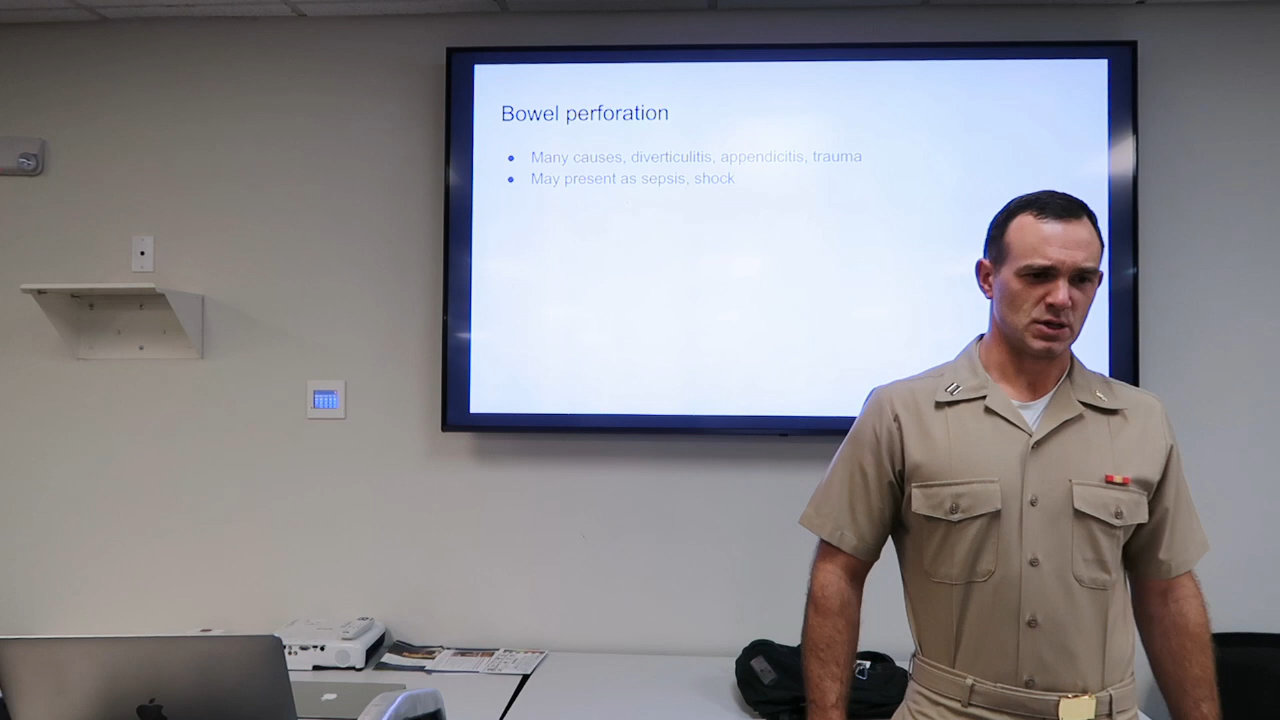 Bowel perforation
Many causes, diverticulitis, appendicitis, trauma
May present as sepsis, shock